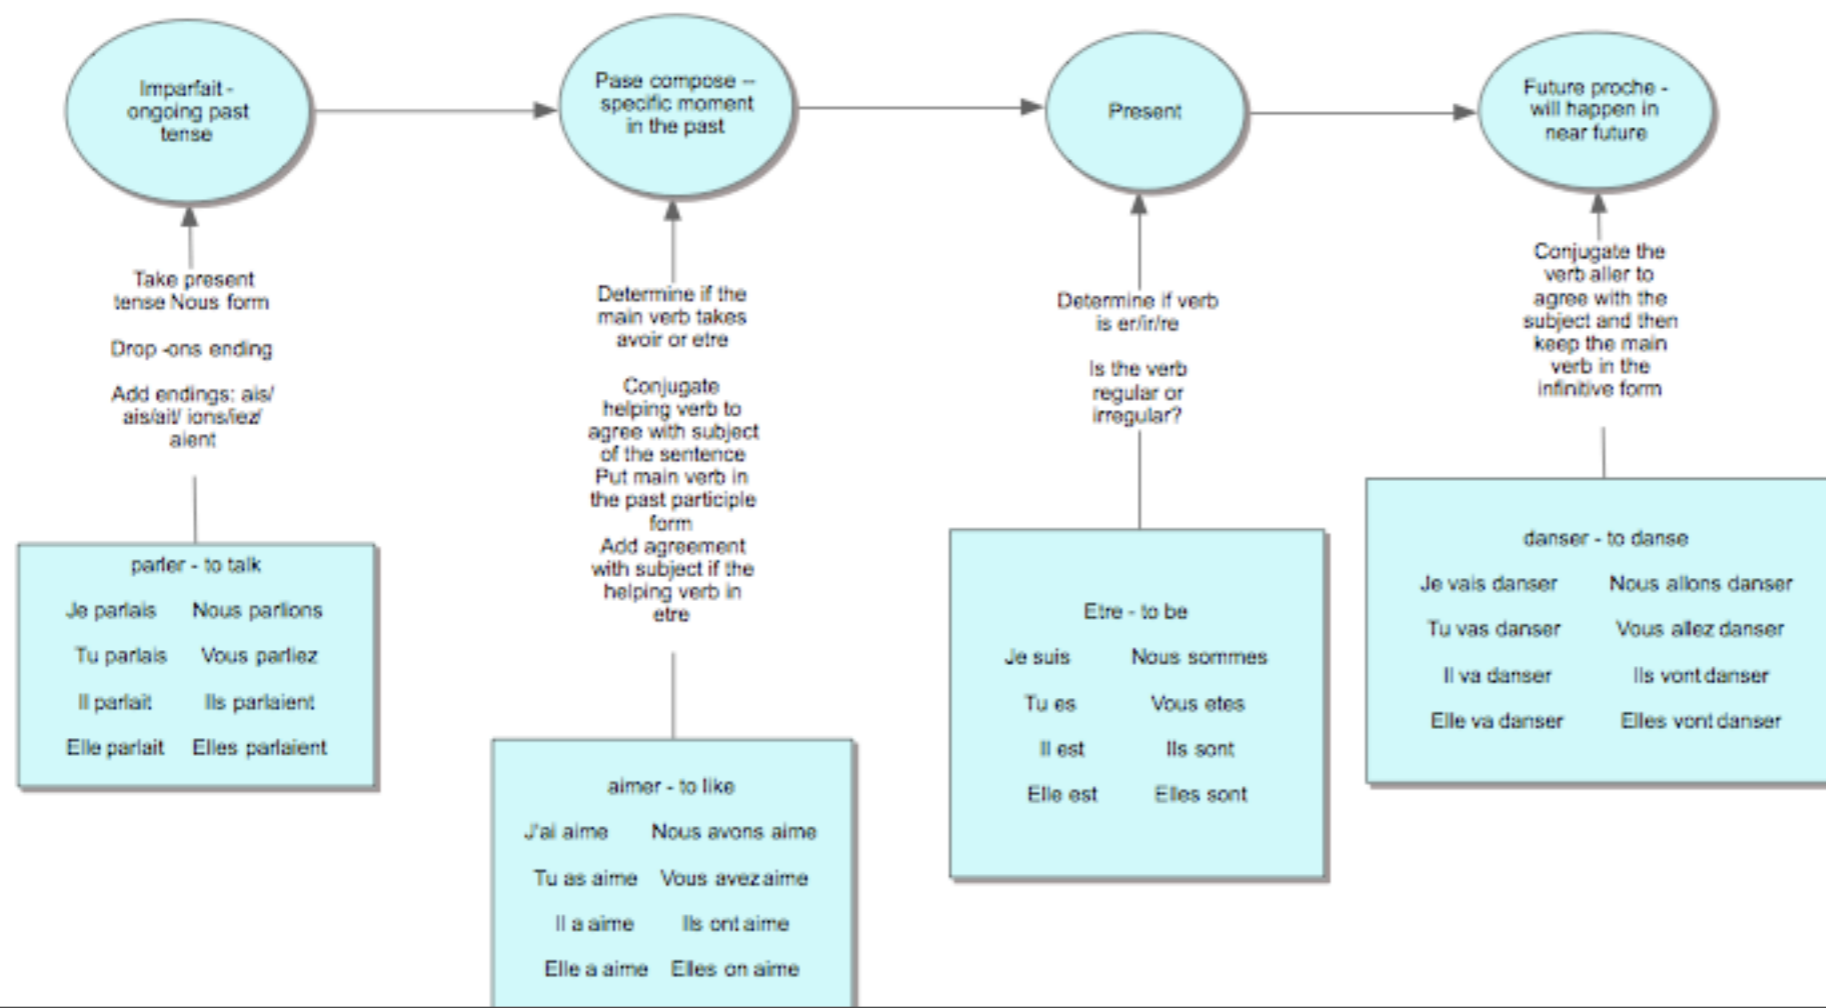 Imparfait -
ongoing past
tense
Pase compose --
specific moment
in the past
Present
Future proche -
will happen in
near future
Take present
tense Nous form
Drop -ons ending
Add endings: ais/
ais/ait/ ions/iez/
aient
Determine if the
main verb takes
avoir or etre
Conjugate
helping verb to
agree with subject
of the sentence
Put main verb in
the past participle
form
Add agreement
with subject if the
helping verb in
etre
Determine if verb
is er/ir/re
Is the verb
regular or
irregular?
Conjugate the
verb aller to
agree with the
subject and then
keep the main
verb in the
infinitive form
parler - to talk
Je parlais Nous parlions
Tu parlais Vous parliez
Il parlait Ils parlaient
Elle parlait Elles parlaient
aimer - to like
J'ai aime Nous avons aime
Tu as aime Vous avez aime
Il a aime Ils ont aime
Elle a aime Elles on aime
Etre - to be
Je suis Nous sommes
Tu es Vous etes
Il est Ils sont
Elle est Elles sont
danser - to danse
Je vais danser Nous allons danser
Tu vas danser Vous allez danser
Il va danser Ils vont danser
Elle va danser Elles vont danser